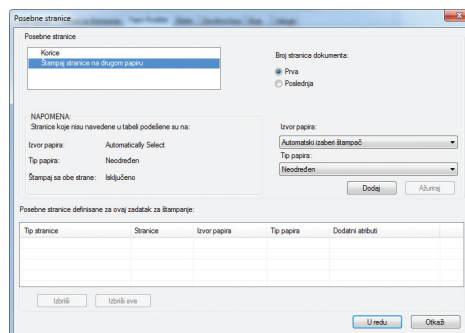 Posebne stranice
Posebne stranice
Korice
Štampaj stranice na drugom papiru
Broj stranica dokumenta:
Prva
Poslednja
NAPOMENA:
Stranice koje nisu navedene u tabeli podešene su na:
Izvor papira: Automatically Select
Tip papira: Neodređen
Štampaj sa obe strane: Isključeno
Izvor papira:
Automatski izaberi štampač
Tip papira:
Neodređen
Dodaj Ažuriraj
Posebne stranice definisane za ovaj zadatak za štampanje:
Tip stranice Stranice Izvor papira Tip papira Dodatni atributi
Izbriši Izbriši sve
U redu Otkaži